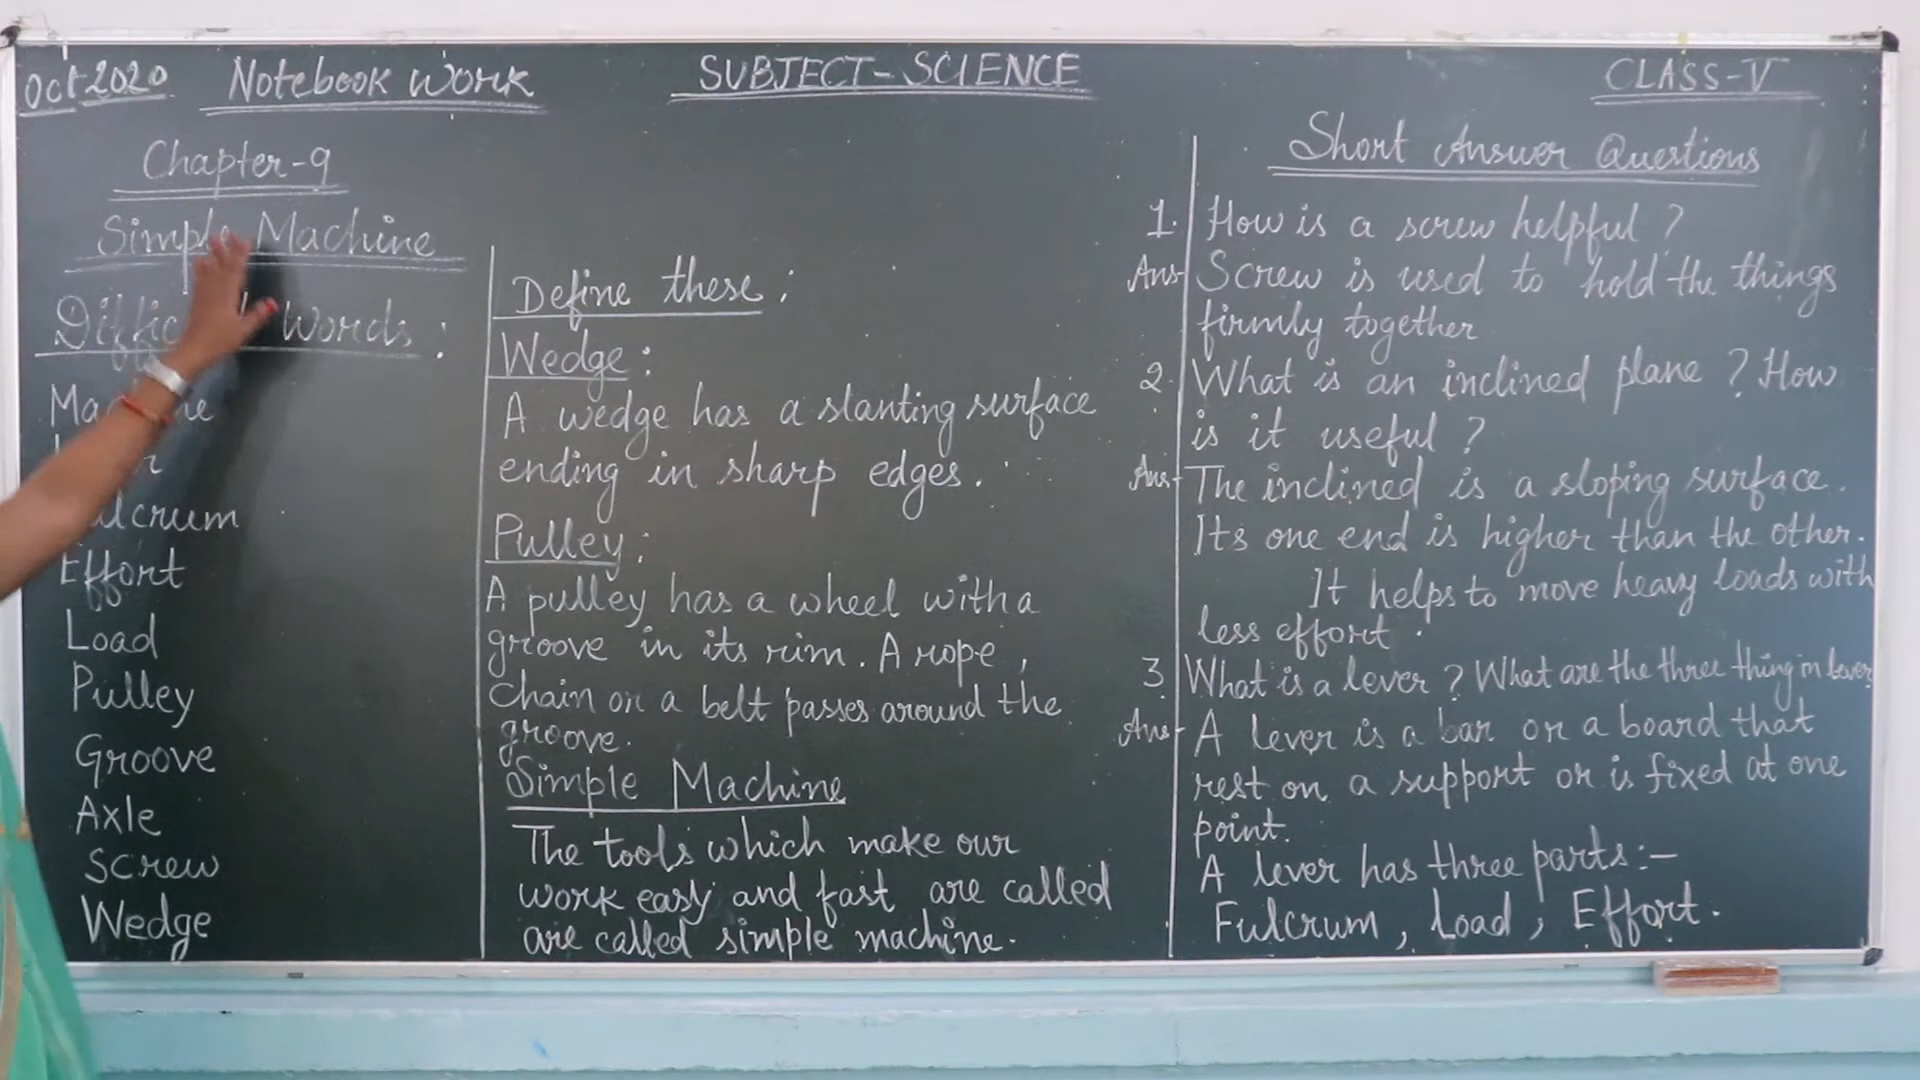 Oct 2020 Notebook Work SUBJECT-SCIENCE CLASS-V
Chapter-9
Simple Machine
Words :
Effort
Load
Pulley
Groove
Axle
Screw
Wedge
Define these :
Wedge :
A wedge has a slanting surface
ending in sharp edges.
Pulley :
A pulley has a wheel with a
groove in its rim. A rope,
chain or a belt passes around the
groove.
Simple Machine
The tools which make our
work easy and fast are called
are called simple machine.
Short Answer Questions
1. How is a screw helpful ?
Ans- Screw is used to hold the things
firmly together
2. What is an inclined plane ? How
is it useful ?
Ans- The inclined is a sloping surface.
Its one end is higher than the other.
It helps to move heavy loads with
less effort.
3. What is a lever ? What are the three thing in lever
Ans- A lever is a bar or a board that
rest on a support or is fixed at one
point.
A lever has three parts :-
Fulcrum, Load, Effort.